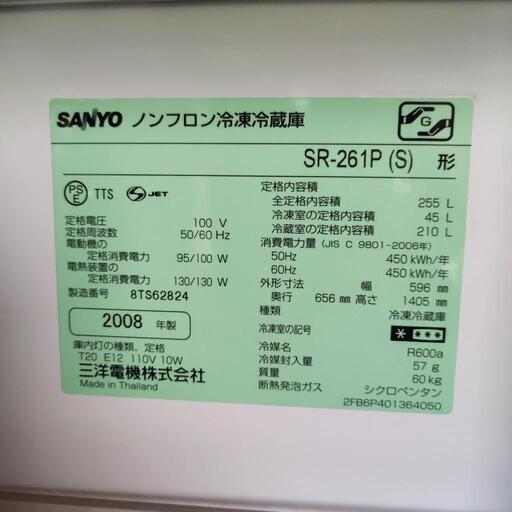 SANYO ノンフロン冷凍冷蔵庫
G
SR-261P (S) 形
PS E TTS S JET
定格電圧 100 V
定格周波数 50/60 Hz
電動機の
定格消費電力 95/100 W
電熱装置の
定格消費電力 130/130 W
製造番号 8TS62824
2008 年製
庫内灯の種類、定格
T20 E12 110V 10W
三洋電機株式会社
Made in Thailand
定格内容積
全定格内容積 255 L
冷凍室の定格内容積 45 L
冷蔵室の定格内容積 210 L
消費電力量 (JIS C 9801-2006年)
50Hz 450 kWh/年
60Hz 450 kWh/年
外形寸法 幅 596 mm
奥行 656 mm 高さ 1405 mm
種類 冷凍冷蔵庫
冷凍室の記号 * ***
冷媒名 R600a
冷媒封入量 57 g
質量 60 kg
断熱発泡ガス シクロペンタン
2FB6P401364050